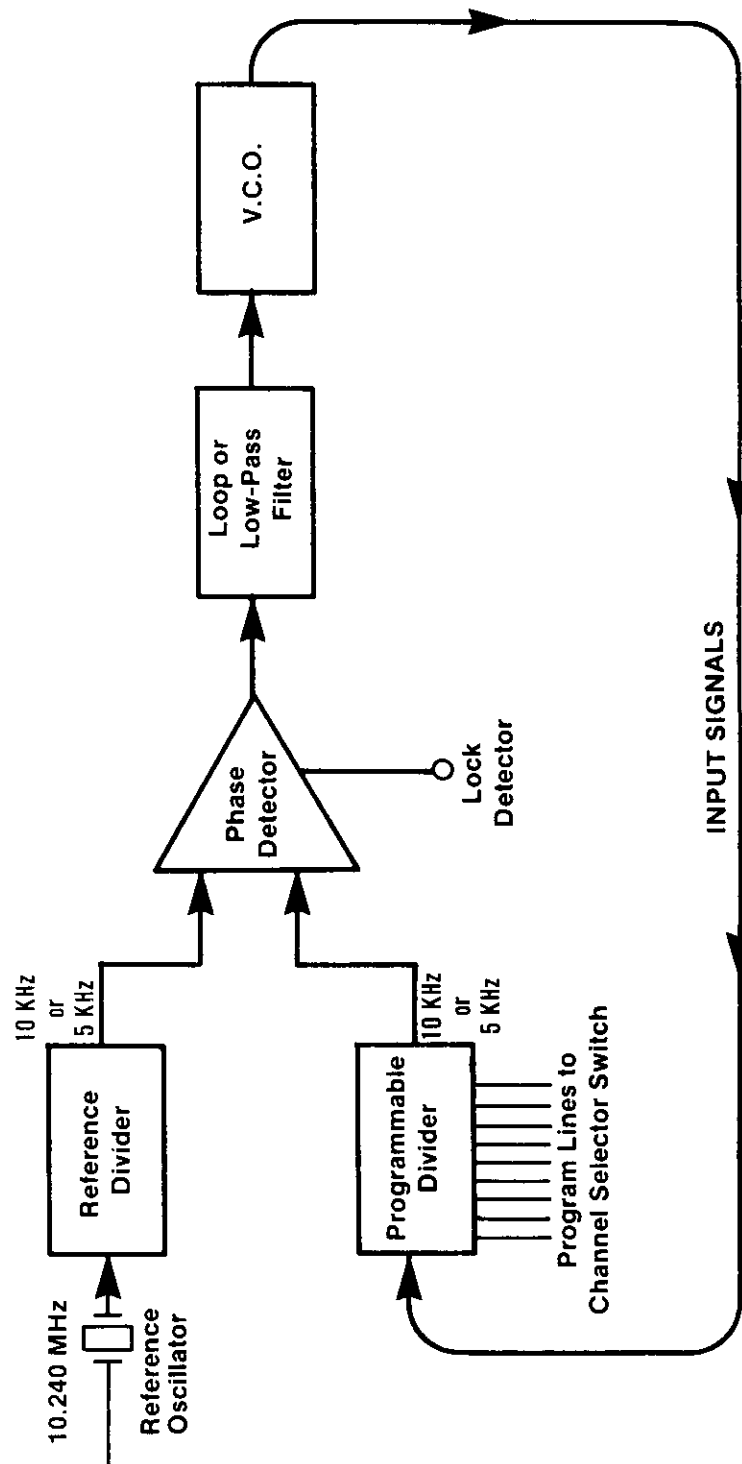 10.240 MHz
Reference
Oscillator
Reference
Divider
10 KHz
or
5 KHz
Programmable
Divider
10 KHz
or
5 KHz
Program Lines to
Channel Selector Switch
Phase
Detector
Lock
Detector
Loop or
Low-Pass
Filter
V.C.O.
INPUT SIGNALS